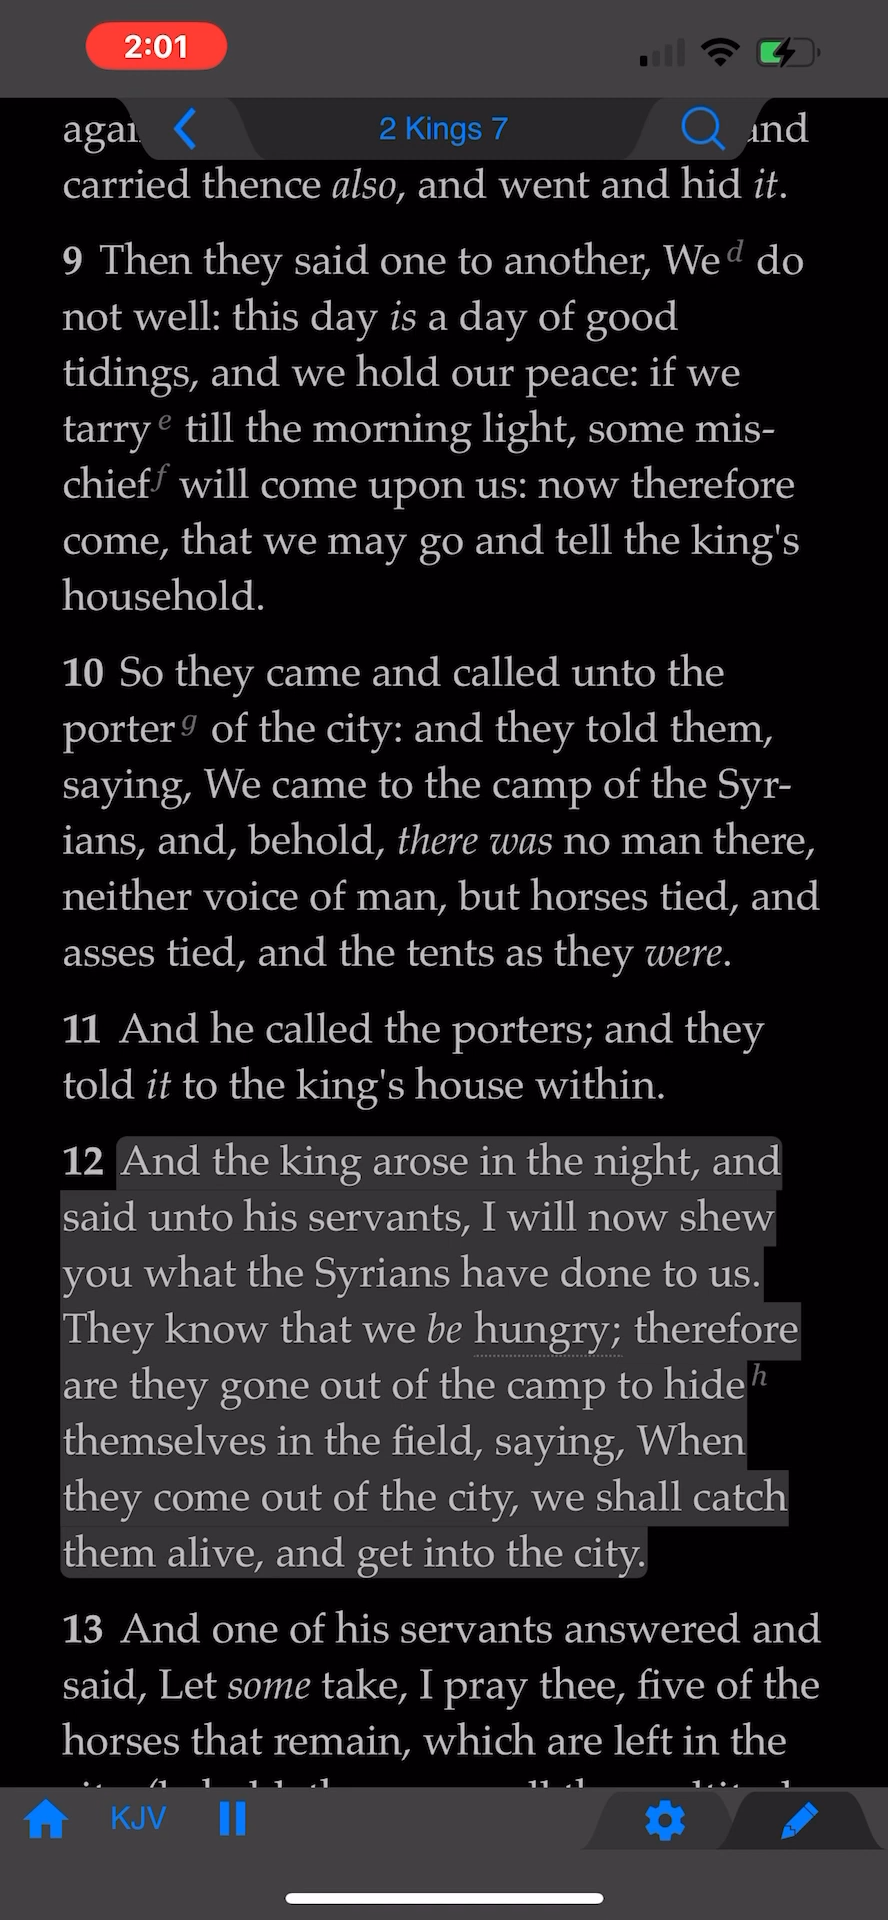 2:01
2 Kings 7
and
carried thence also, and went and hid it.
9 Then they said one to another, We d do
not well: this day is a day of good
tidings, and we hold our peace: if we
tarry e till the morning light, some mis-
chief f will come upon us: now therefore
come, that we may go and tell the king's
household.
10 So they came and called unto the
porter g of the city: and they told them,
saying, We came to the camp of the Syr-
ians, and, behold, there was no man there,
neither voice of man, but horses tied, and
asses tied, and the tents as they were.
11 And he called the porters; and they
told it to the king's house within.
12 And the king arose in the night, and
said unto his servants, I will now shew
you what the Syrians have done to us.
They know that we be hungry; therefore
are they gone out of the camp to hide h
themselves in the field, saying, When
they come out of the city, we shall catch
them alive, and get into the city.
13 And one of his servants answered and
said, Let some take, I pray thee, five of the
horses that remain, which are left in the
KJV